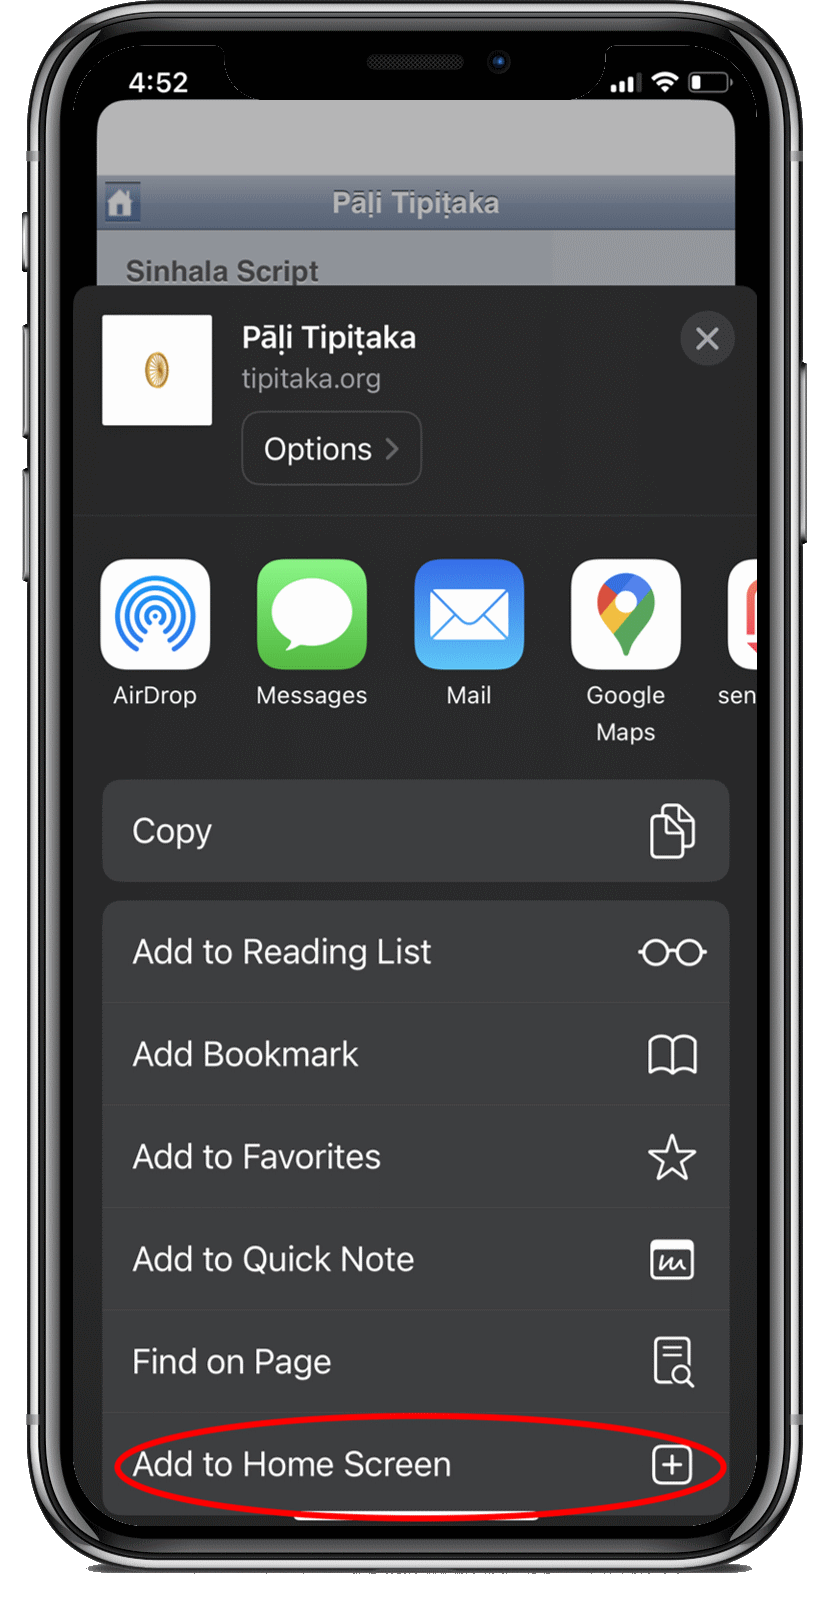 4:52
Pāḷi Tipiṭaka
Sinhala Script
Pāḷi Tipiṭaka
tipitaka.org
Options
AirDrop
Messages
Mail
Google
Maps
sen
Copy
Add to Reading List
Add Bookmark
Add to Favorites
Add to Quick Note
Find on Page
Add to Home Screen